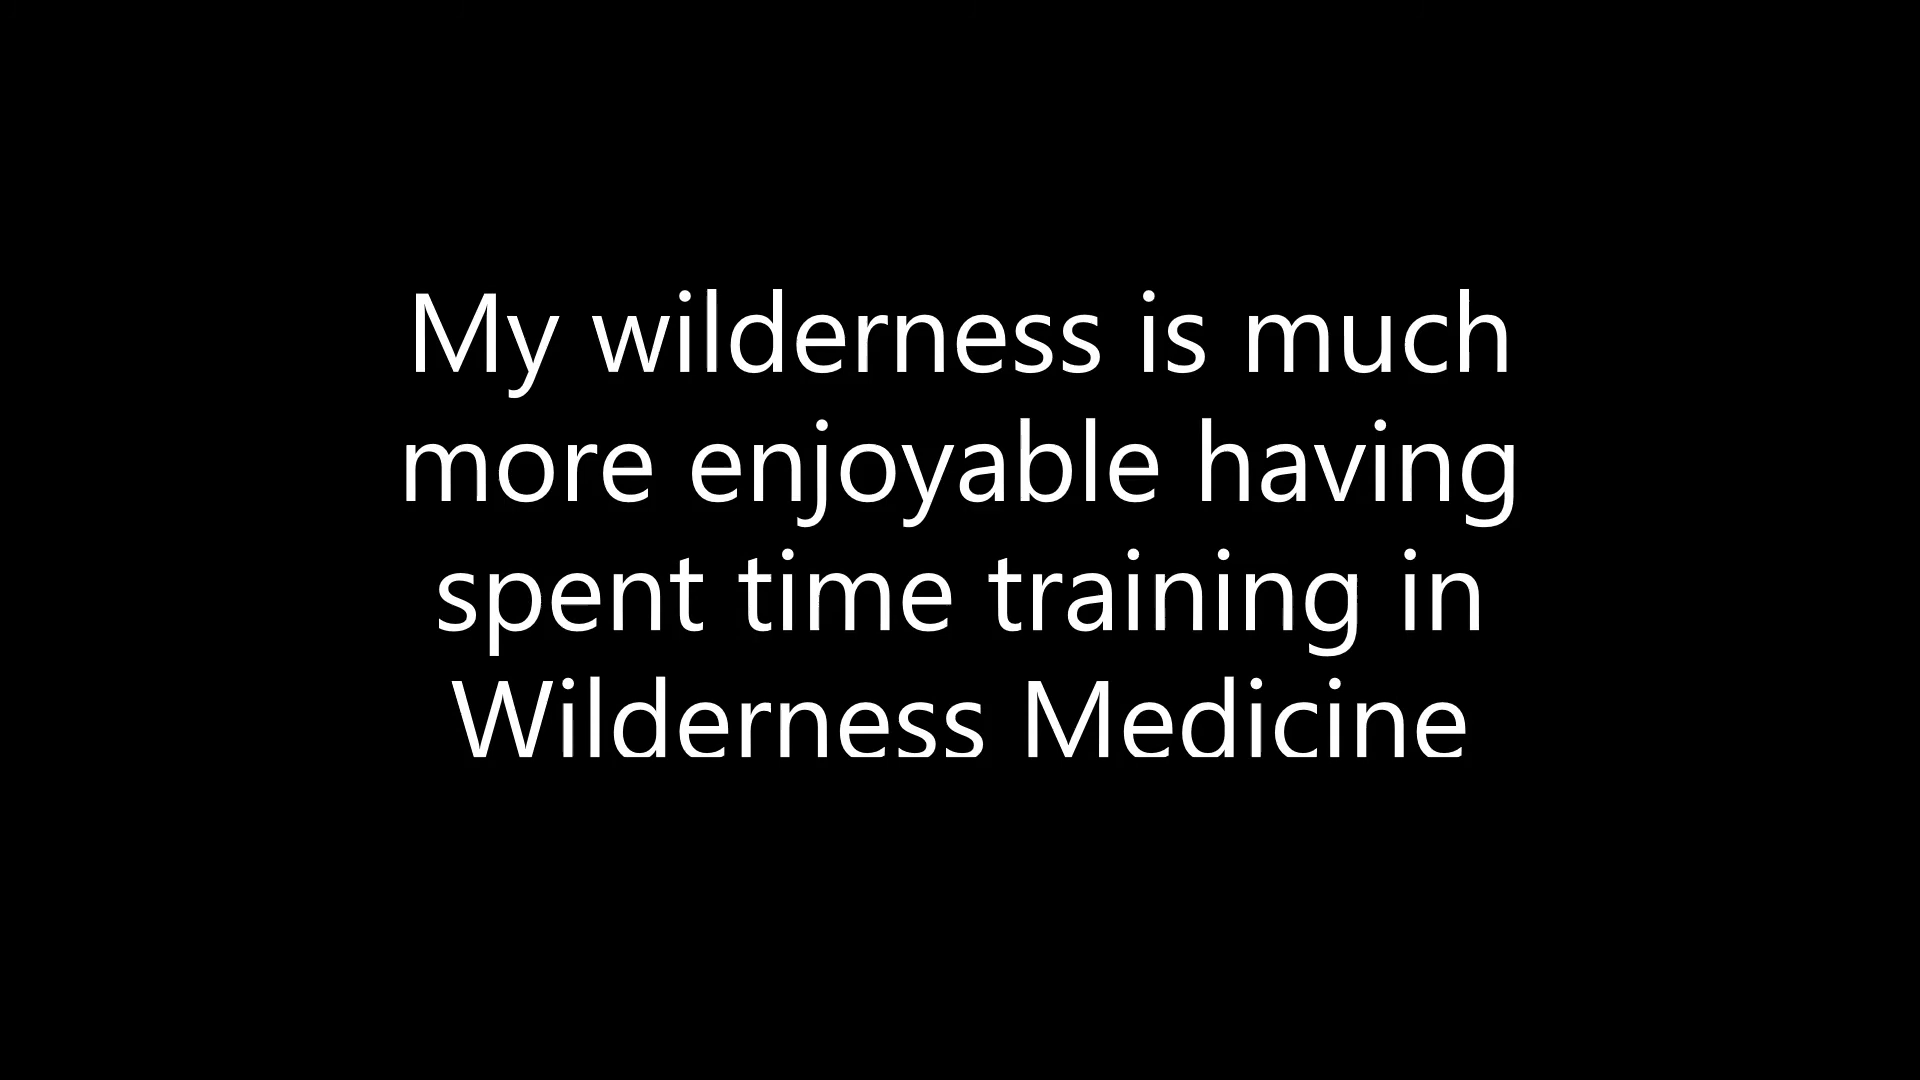 My wilderness is much
more enjoyable having
spent time training in
Wilderness Medicine